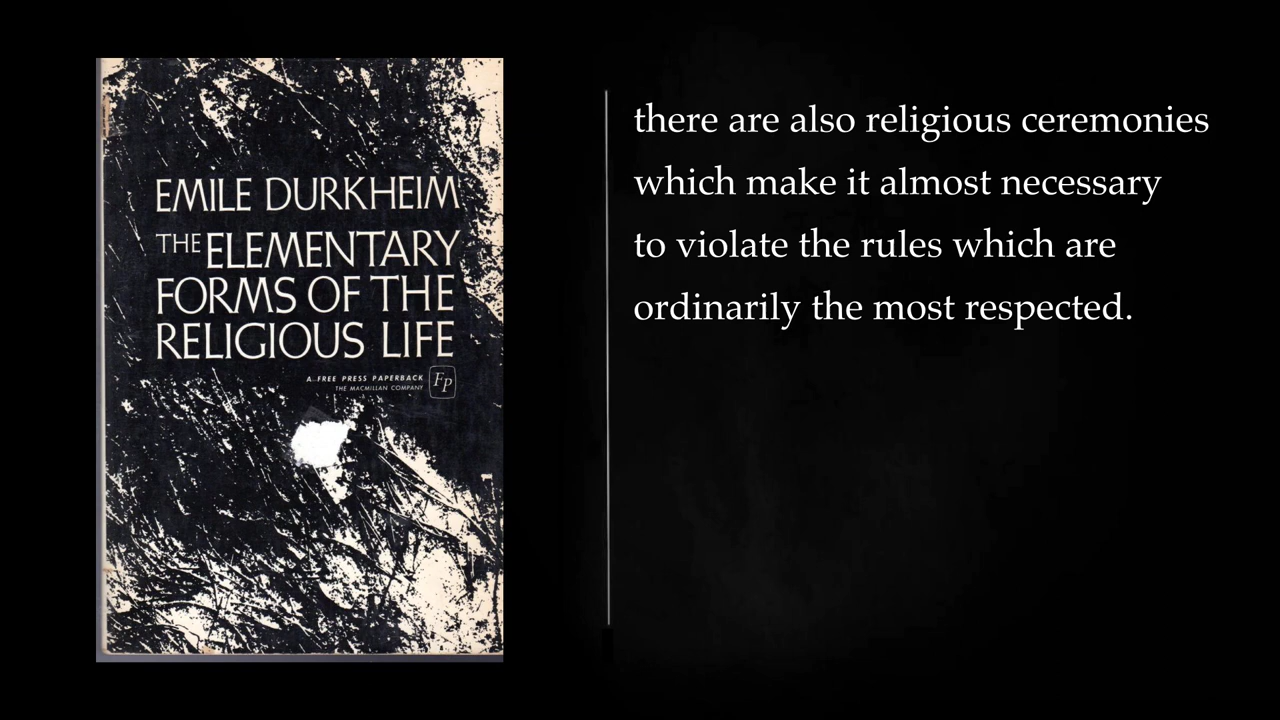 EMILE DURKHEIM
THE ELEMENTARY
FORMS OF THE
RELIGIOUS LIFE
A FREE PRESS PAPERBACK
THE MACMILLAN COMPANY
Fp
there are also religious ceremonies
which make it almost necessary
to violate the rules which are
ordinarily the most respected.